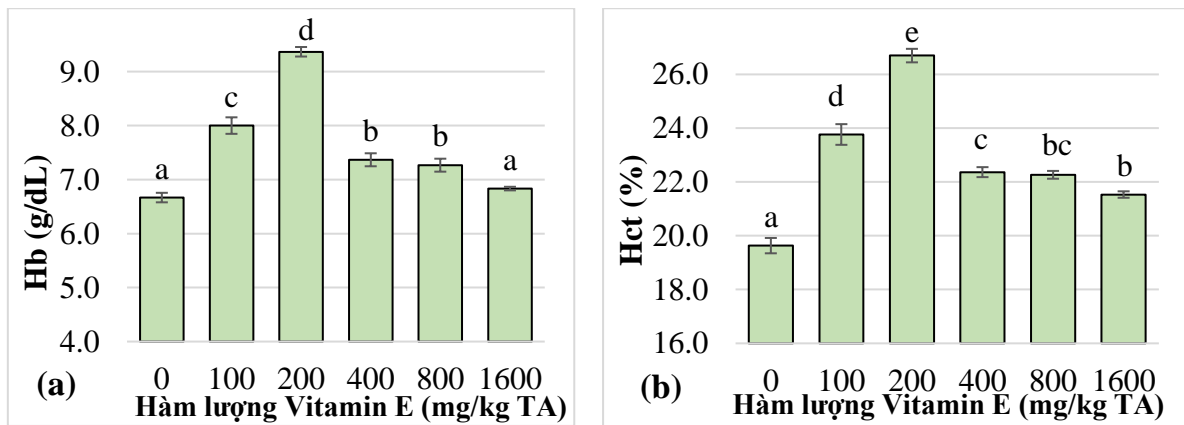 Hb (g/dL)
9.0
8.0
7.0
6.0
5.0
4.0
a
c
d
b
b
a
0 100 200 400 800 1600
(a)
Hàm lượng Vitamin E (mg/kg TA)
Hct (%)
26.0
24.0
22.0
20.0
18.0
16.0
a
d
e
c
bc
b
0 100 200 400 800 1600
(b)
Hàm lượng Vitamin E (mg/kg TA)